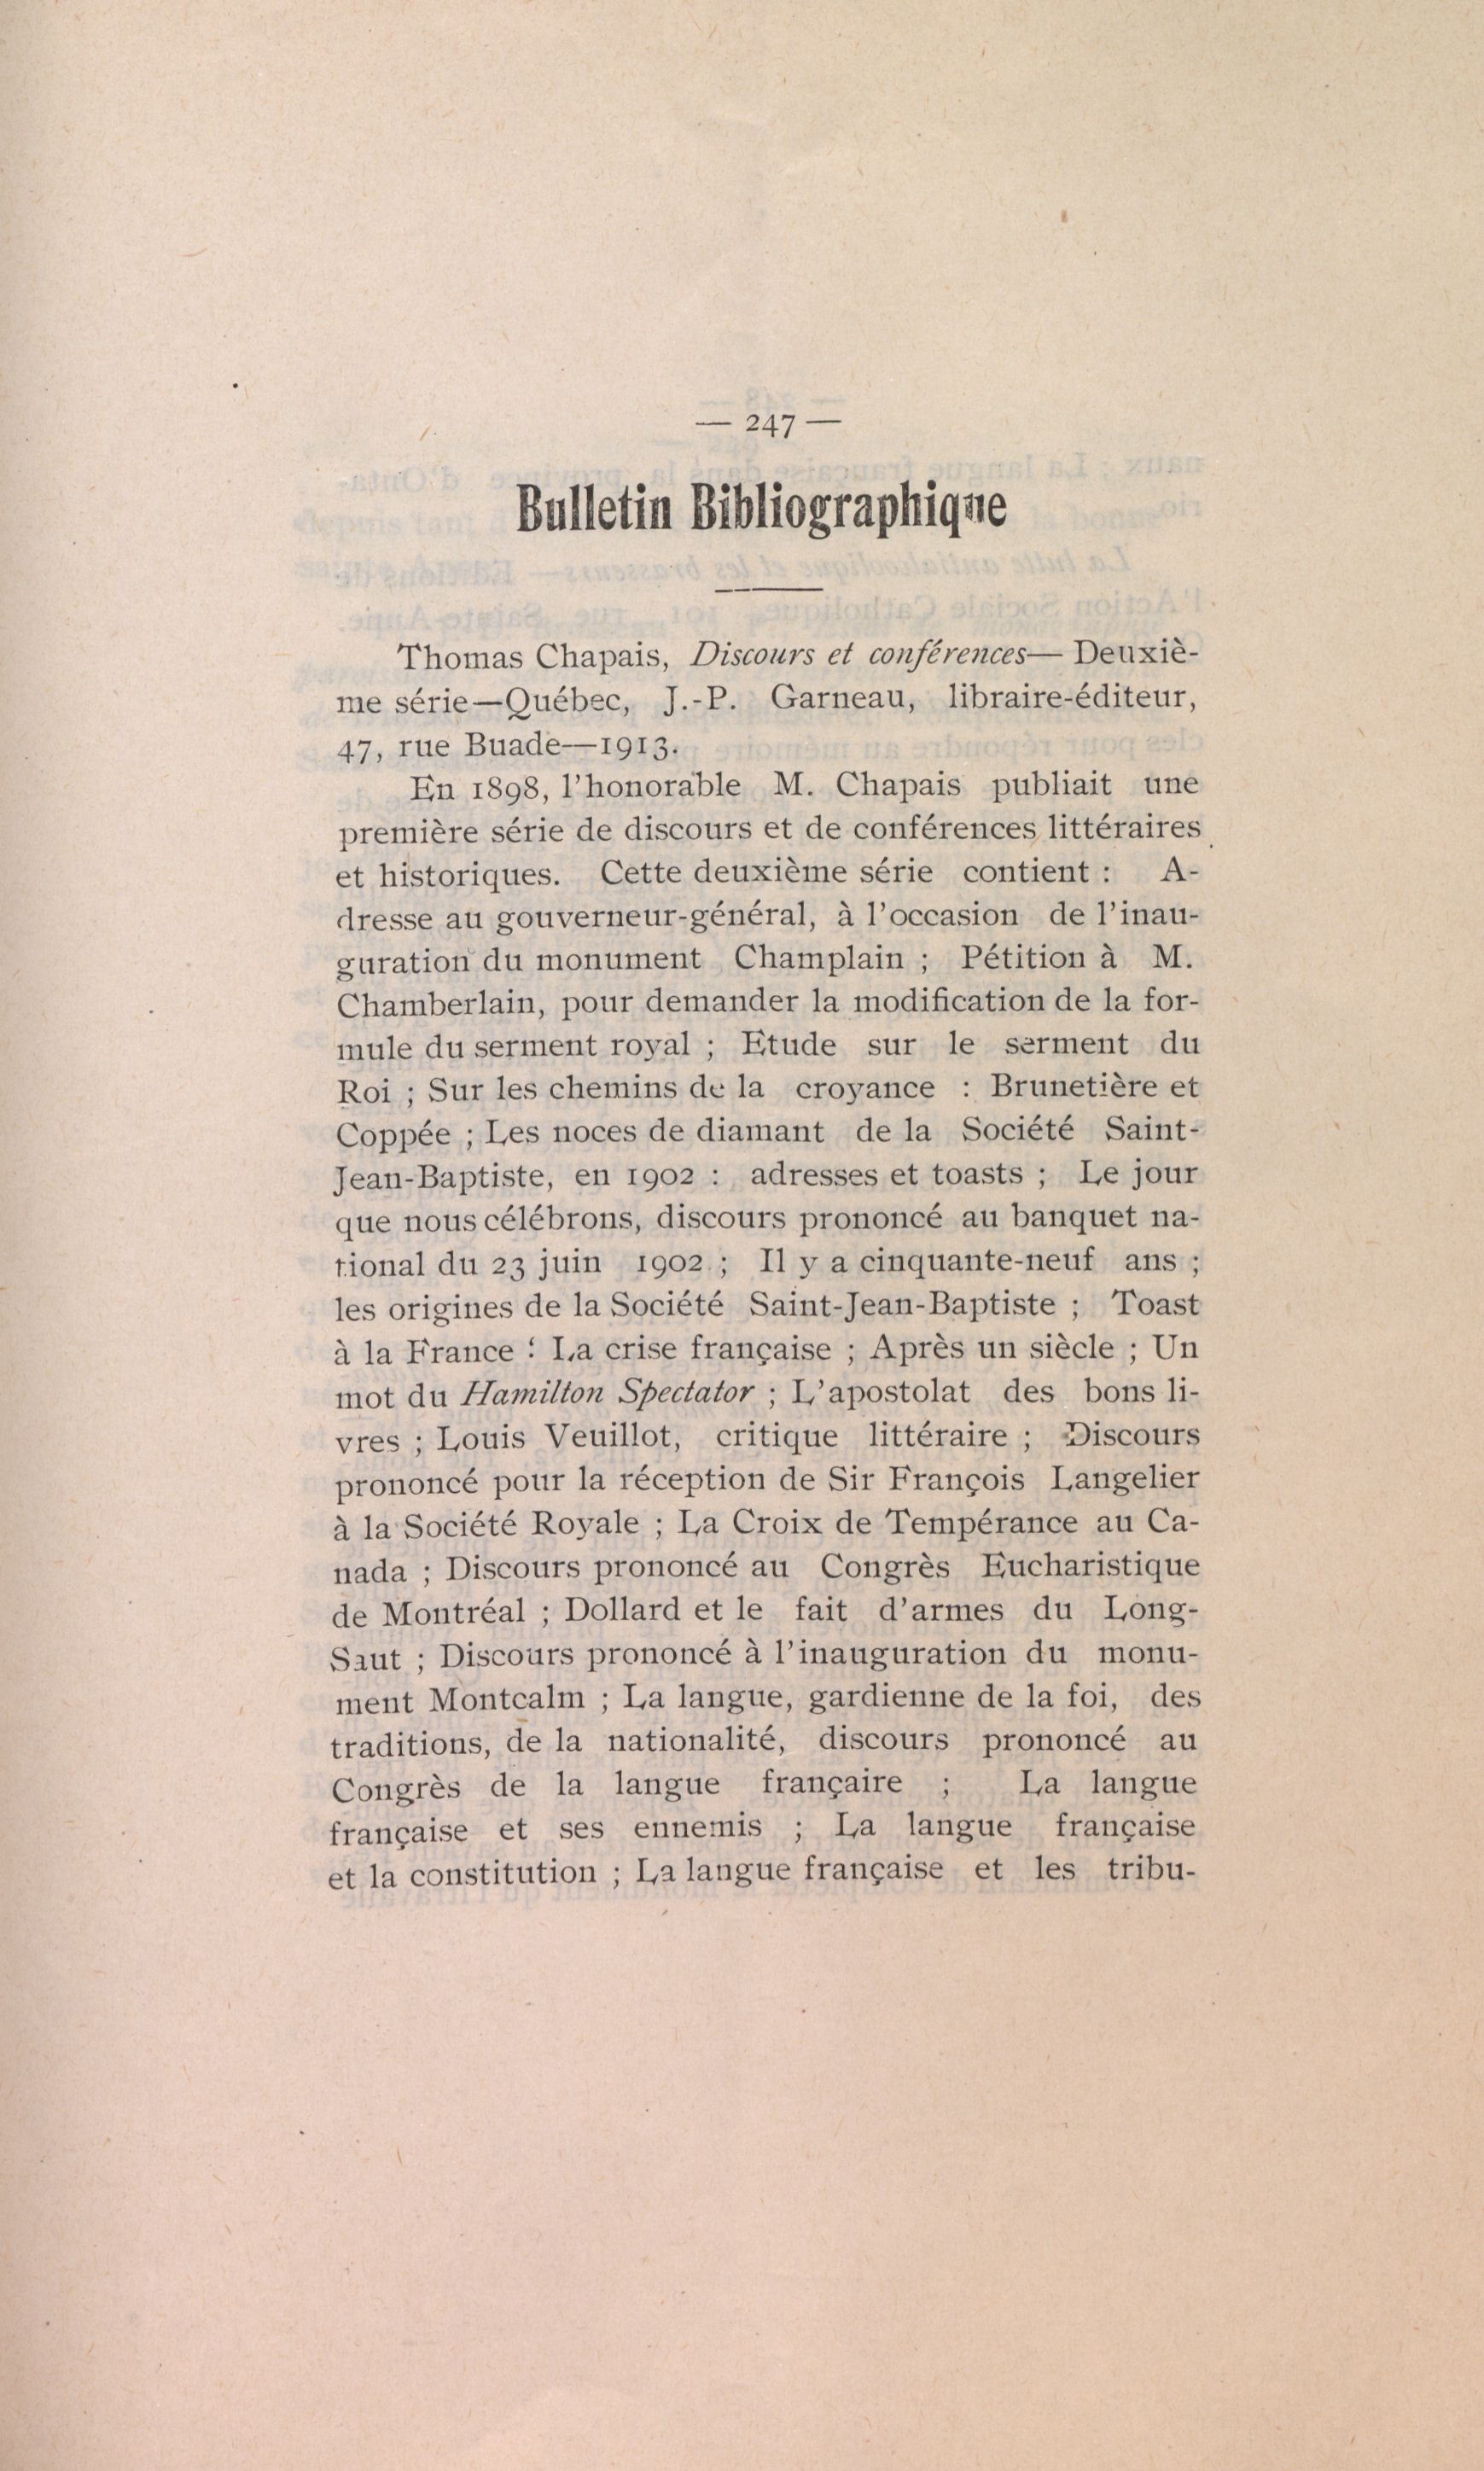 — 247 —
Bulletin Bibliographique
Thomas Chapais, Discours et conférences— Deuxiè-
me série—Québec, J.-P. Garneau, libraire-éditeur,
47, rue Buade—1913.
En 1898, l'honorable M. Chapais publiait une
première série de discours et de conférences littéraires
et historiques. Cette deuxième série contient : A-
dresse au gouverneur-général, à l'occasion de l'inau-
guration du monument Champlain ; Pétition à M.
Chamberlain, pour demander la modification de la for-
mule du serment royal ; Etude sur le serment du
Roi ; Sur les chemins de la croyance : Brunetière et
Coppée ; Les noces de diamant de la Société Saint-
Jean-Baptiste, en 1902 : adresses et toasts ; Le jour
que nous célébrons, discours prononcé au banquet na-
tional du 23 juin 1902 ; Il y a cinquante-neuf ans ;
les origines de la Société Saint-Jean-Baptiste ; Toast
à la France : La crise française ; Après un siècle ; Un
mot du Hamilton Spectator ; L'apostolat des bons li-
vres ; Louis Veuillot, critique littéraire ; Discours
prononcé pour la réception de Sir François Langelier
à la Société Royale ; La Croix de Tempérance au Ca-
nada ; Discours prononcé au Congrès Eucharistique
de Montréal ; Dollard et le fait d'armes du Long-
Saut ; Discours prononcé à l'inauguration du monu-
ment Montcalm ; La langue, gardienne de la foi, des
traditions, de la nationalité, discours prononcé au
Congrès de la langue françaire ; La langue
française et ses ennemis ; La langue française
et la constitution ; La langue française et les tribu-